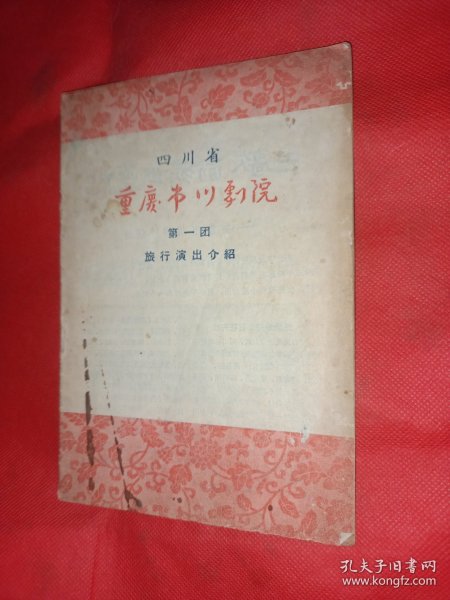 四川省
重慶市川劇院
第一团
旅行演出介紹
孔夫子旧书网
www.kongfz.com